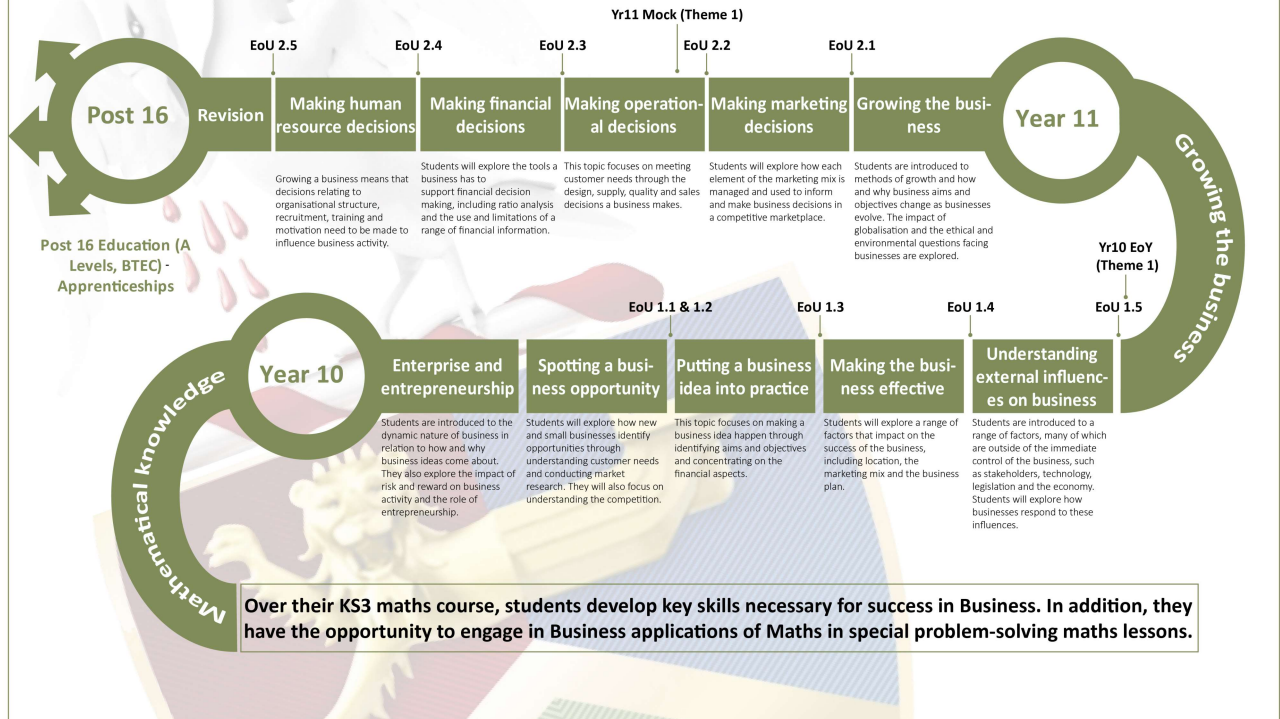 Yr11 Mock (Theme 1)
EoU 2.5
EoU 2.4
EoU 2.3
EoU 2.2
EoU 2.1
Post 16
Revision
Making human
resource decisions
Making financial
decisions
Making operation-
al decisions
Making marketing
decisions
Growing the busi-
ness
Year 11
Growing a business means that
decisions relating to
organisational structure,
recruitment, training and
motivation need to be made to
influence business activity.
Students will explore the tools a
business has to
support financial decision
making, including ratio analysis
and the use and limitations of a
range of financial information.
This topic focuses on meeting
customer needs through the
design, supply, quality and sales
decisions a business makes.
Students will explore how each
element of the marketing mix is
managed and used to inform
and make business decisions in
a competitive marketplace.
Students are introduced to
methods of growth and how
and why business aims and
objectives change as businesses
evolve. The impact of
globalisation and the ethical and
environmental questions facing
businesses are explored.
Growing the business
Post 16 Education (A
Levels, BTEC) -
Apprenticeships
Yr10 EoY
(Theme 1)
EoU 1.1 & 1.2
EoU 1.3
EoU 1.4
EoU 1.5
Mathematical knowledge
Year 10
Enterprise and
entrepreneurship
Spotting a busi-
ness opportunity
Putting a business
idea into practice
Making the busi-
ness effective
Understanding
external influenc-
es on business
Students are introduced to the
dynamic nature of business in
relation to how and why
business ideas come about.
They also explore the impact of
risk and reward on business
activity and the role of
entrepreneurship.
Students will explore how new
and small businesses identify
opportunities through
understanding customer needs
and conducting market
research. They will also focus on
understanding the competition.
This topic focuses on making a
business idea happen through
identifying aims and objectives
and concentrating on the
financial aspects.
Students will explore a range of
factors that impact on the
success of the business,
including location, the
marketing mix and the business
plan.
Students are introduced to a
range of factors, many of which
are outside of the immediate
control of the business, such
as stakeholders, technology,
legislation and the economy.
Students will explore how
businesses respond to these
influences.
Over their KS3 maths course, students develop key skills necessary for success in Business. In addition, they
have the opportunity to engage in Business applications of Maths in special problem-solving maths lessons.